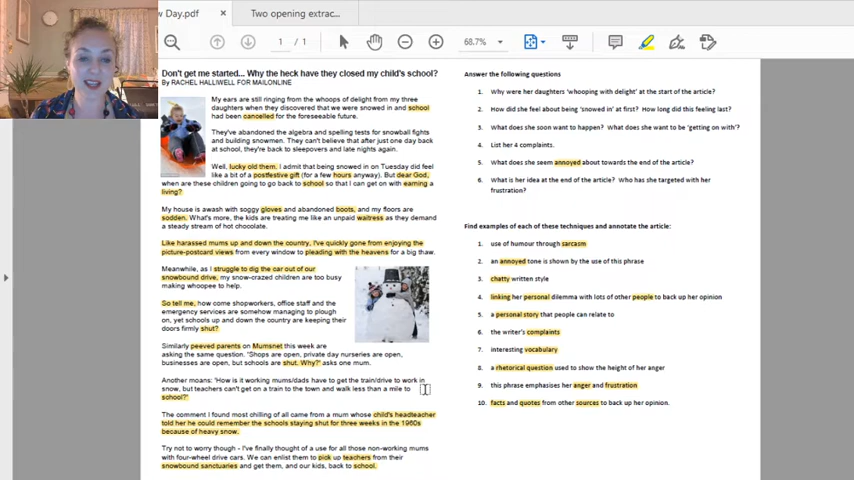 w Day.pdf
Two opening extrac...
1 / 1
68.7%
Don't get me started... Why the heck have they closed my child's school?
By RACHEL HALLIWELL FOR MAILONLINE
My ears are still ringing from the whoops of delight from my three
daughters when they discovered that we were snowed in and school
had been cancelled for the foreseeable future.
They've abandoned the algebra and spelling tests for snowball fights
and building snowmen. They can't believe that after just one day back
at school, they're back to sleepovers and late nights again.
Well, lucky old them. I admit that being snowed in on Tuesday did feel
like a bit of a postfestive gift (for a few hours anyway). But dear God,
when are these children going to go back to school so that I can get on with earning a
living?
My house is awash with soggy gloves and abandoned boots, and my floors are
sodden. What's more, the kids are treating me like an unpaid waitress as they demand
a steady stream of hot chocolate.
Like harassed mums up and down the country, I've quickly gone from enjoying the
picture-postcard views from every window to pleading with the heavens for a big thaw.
Meanwhile, as I struggle to dig the car out of our
snowbound drive, my snow-crazed children are too busy
making whoopee to help.
So tell me, how come shopworkers, office staff and the
emergency services are somehow managing to plough
on, yet schools up and down the country are keeping their
doors firmly shut?
Similarly peeved parents on Mumsnet this week are
asking the same question. 'Shops are open, private day nurseries are open,
businesses are open, but schools are shut. Why?' asks one mum.
Another moans: 'How is it working mums/dads have to get the train/drive to work in
snow, but teachers can't get on a train to the town and walk less than a mile to
school?'
The comment I found most chilling of all came from a mum whose child's headteacher
told her he could remember the schools staying shut for three weeks in the 1960s
because of heavy snow.
Try not to worry though - I've finally thought of a use for all those non-working mums
with four-wheel drive cars. We can enlist them to pick up teachers from their
snowbound sanctuaries and get them, and our kids, back to school.
Answer the following questions
1. Why were her daughters 'whooping with delight' at the start of the article?
2. How did she feel about being 'snowed in' at first? How long did this feeling last?
3. What does she soon want to happen? What does she want to be 'getting on with'?
4. List her 4 complaints.
5. What does she seem annoyed about towards the end of the article?
6. What is her idea at the end of the article? Who has she targeted with her
frustration?
Find examples of each of these techniques and annotate the article:
1. use of humour through sarcasm
2. an annoyed tone is shown by the use of this phrase
3. chatty written style
4. linking her personal dilemma with lots of other people to back up her opinion
5. a personal story that people can relate to
6. the writer's complaints
7. interesting vocabulary
8. a rhetorical question used to show the height of her anger
9. this phrase emphasises her anger and frustration
10. facts and quotes from other sources to back up her opinion.